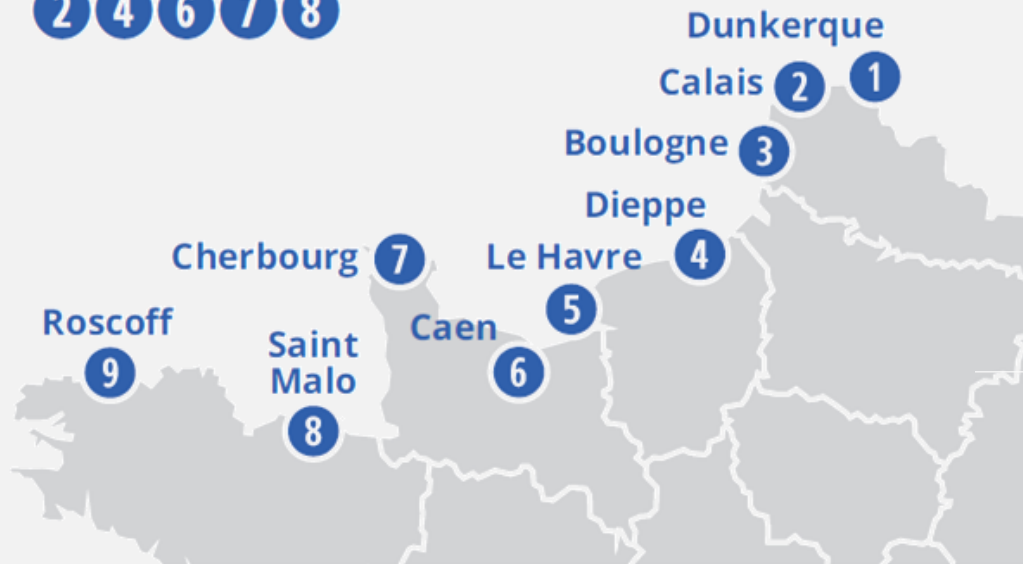 2 4 6 7 8
Dunkerque
1
Calais 2
Boulogne 3
Dieppe
4
Cherbourg 7
Le Havre
5
Roscoff
9
Caen
6
Saint
Malo
8